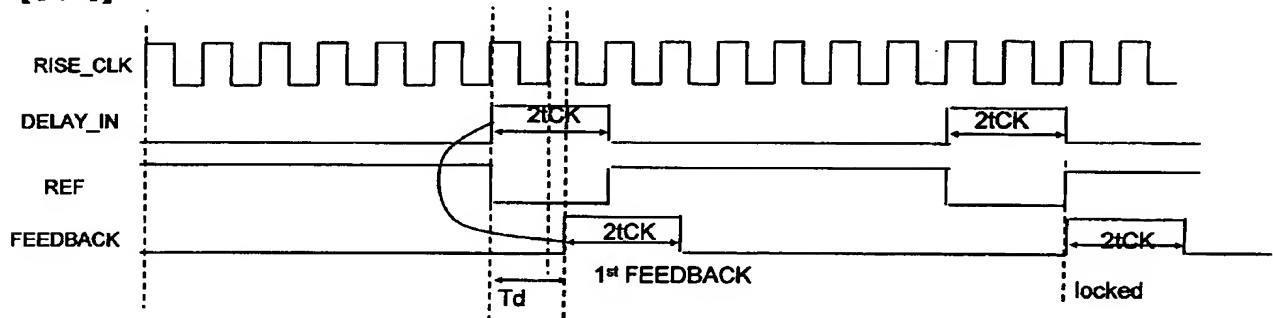 RISE_CLK
DELAY_IN 2tCK 2tCK
REF
FEEDBACK 2tCK 2tCK
1st FEEDBACK
Td locked